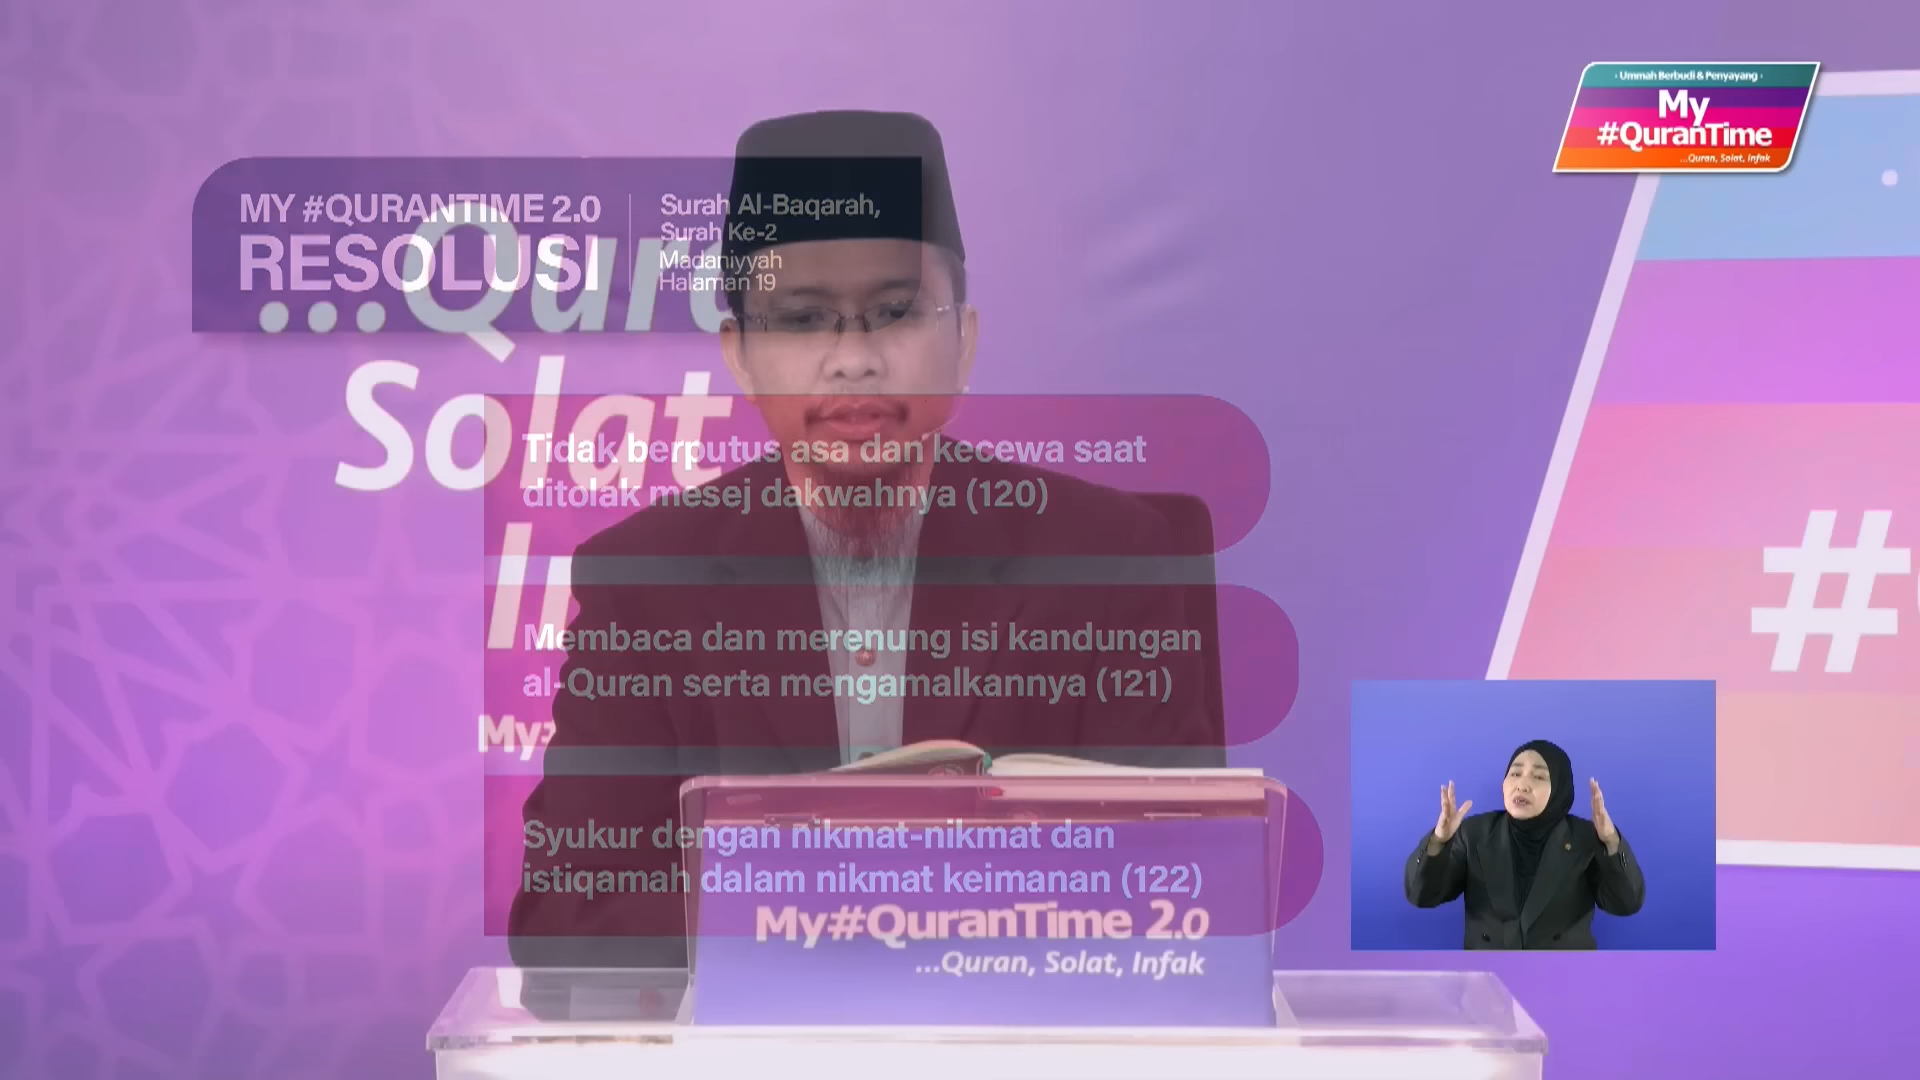 · Ummah Berbudi & Penyayang ·
My
#QuranTime
...Quran, Solat, Infak
MY #QURANTIME 2.0
RESOLUSI
Surah Al-Baqarah,
Surah Ke-2
Madaniyyah
Halaman 19
...Qura
Solat
Tidak berputus asa dan kecewa saat
ditolak mesej dakwahnya (120)
Membaca dan merenung isi kandungan
al-Quran serta mengamalkannya (121)
My#
Syukur dengan nikmat-nikmat dan
istiqamah dalam nikmat keimanan (122)
My#QuranTime 2.0
...Quran, Solat, Infak
#